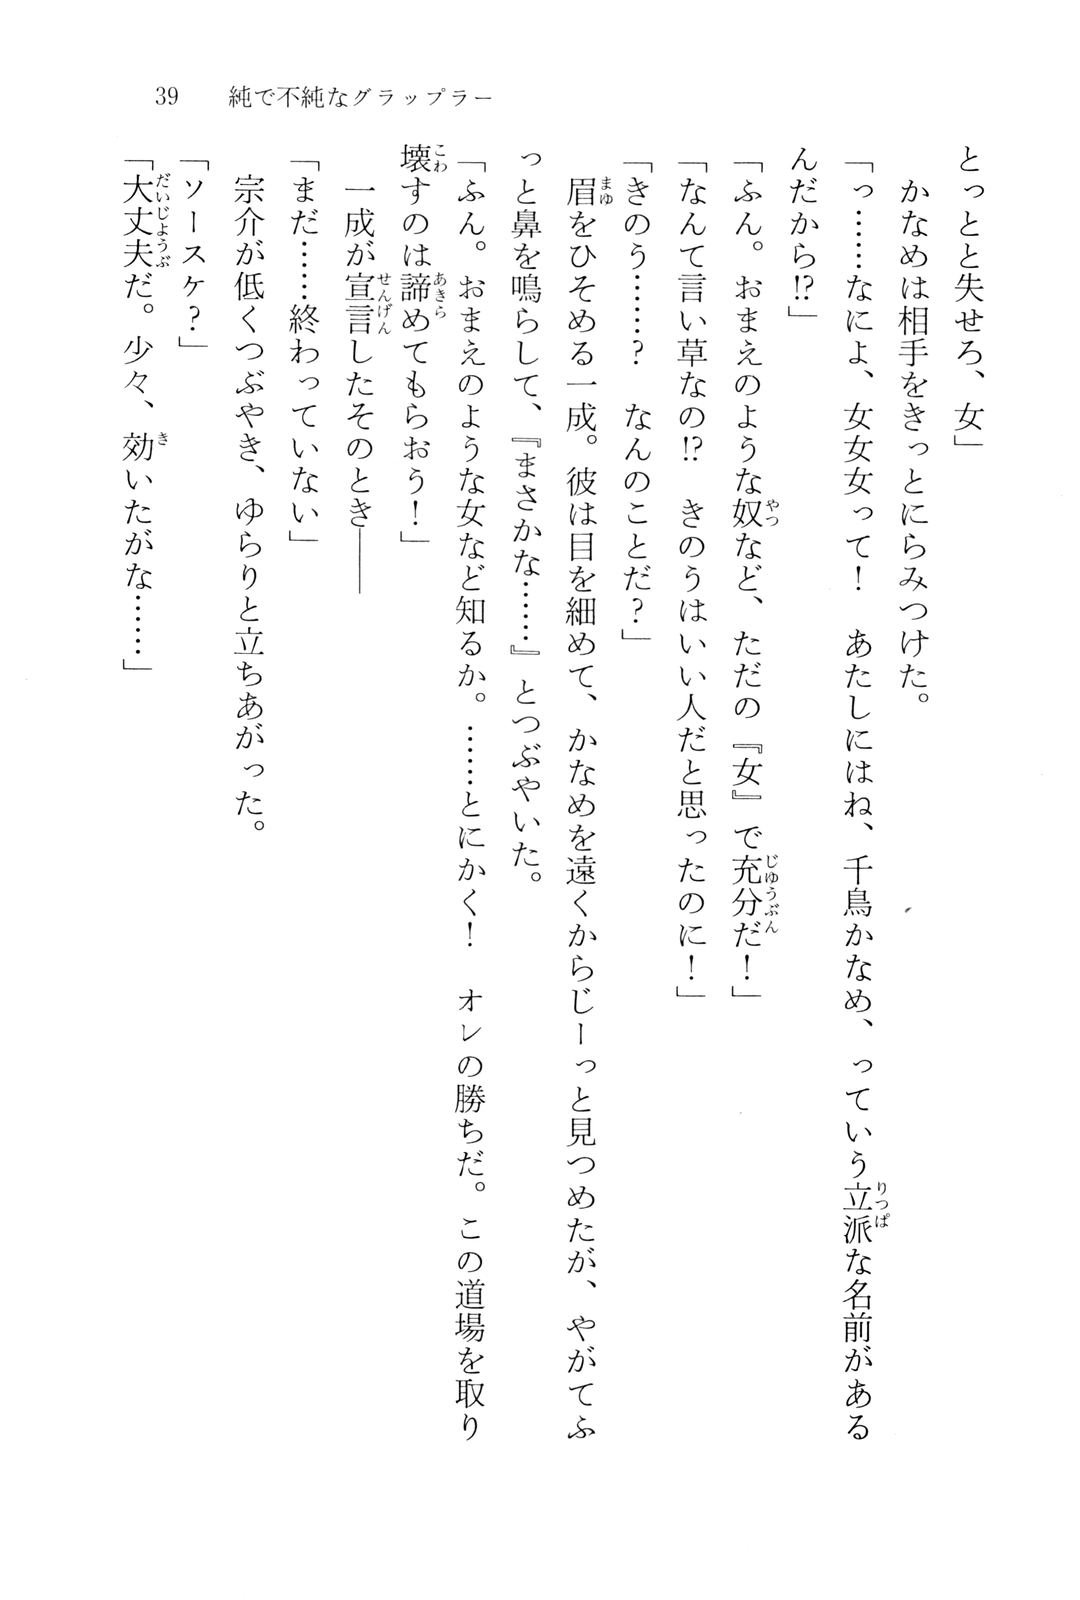 39　純で不純なグラップラー
とっとと失せろ、女」
　かなめは相手をきっとにらみつけた。
「っ……なによ、女女女って！　あたしにはね、千鳥かなめ、っていう立派な名前がある
んだから!?」
「ふん。おまえのような奴など、ただの『女』で充分だ！」
「なんて言い草なの!?　きのうはいい人だと思ったのに！」
「きのう……？　なんのことだ？」
　眉をひそめる一成。彼は目を細めて、かなめを遠くからじーっと見つめたが、やがてふ
っと鼻を鳴らして、『まさかな……』とつぶやいた。
「ふん。おまえのような女など知るか。……とにかく！　オレの勝ちだ。この道場を取り
壊すのは諦めてもらおう！」
　一成が宣言したそのとき――
「まだ……終わっていない」
　宗介が低くつぶやき、ゆらりと立ちあがった。
「ソースケ？」
「大丈夫だ。少々、効いたがな……」